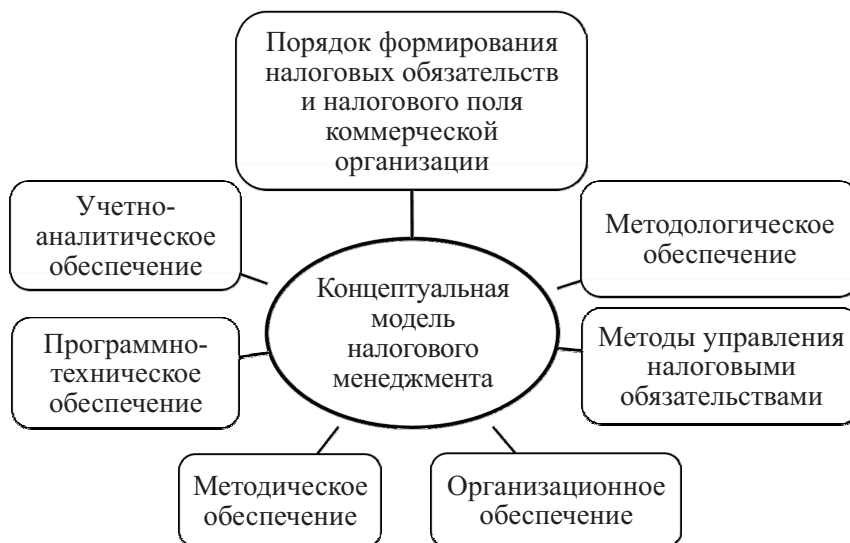 Порядок формирования
налоговых обязательств
и налогового поля
коммерческой
организации
Учетно-
аналитическое
обеспечение
Методологическое
обеспечение
Концептуальная
модель
налогового
менеджмента
Программно-
техническое
обеспечение
Методы управления
налоговыми
обязательствами
Методическое
обеспечение
Организационное
обеспечение